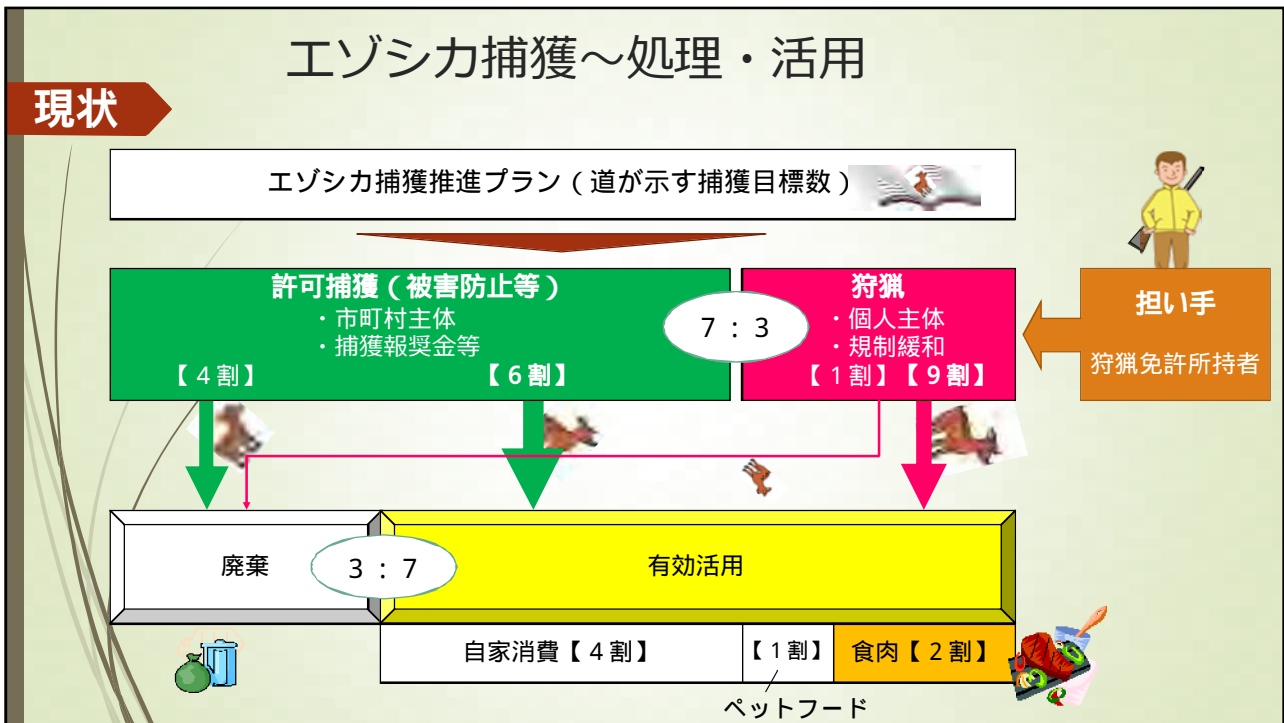 エゾシカ捕獲～処理・活用
現状
エゾシカ捕獲推進プラン（道が示す捕獲目標数）
許可捕獲（被害防止等）
・市町村主体
・捕獲報奨金等
【４割】
【６割】
7 : 3
狩猟
・個人主体
・規制緩和
【１割】【９割】
担い手
狩猟免許所持者
廃棄
3 : 7
有効活用
自家消費【４割】
【１割】
食肉【２割】
ペットフード